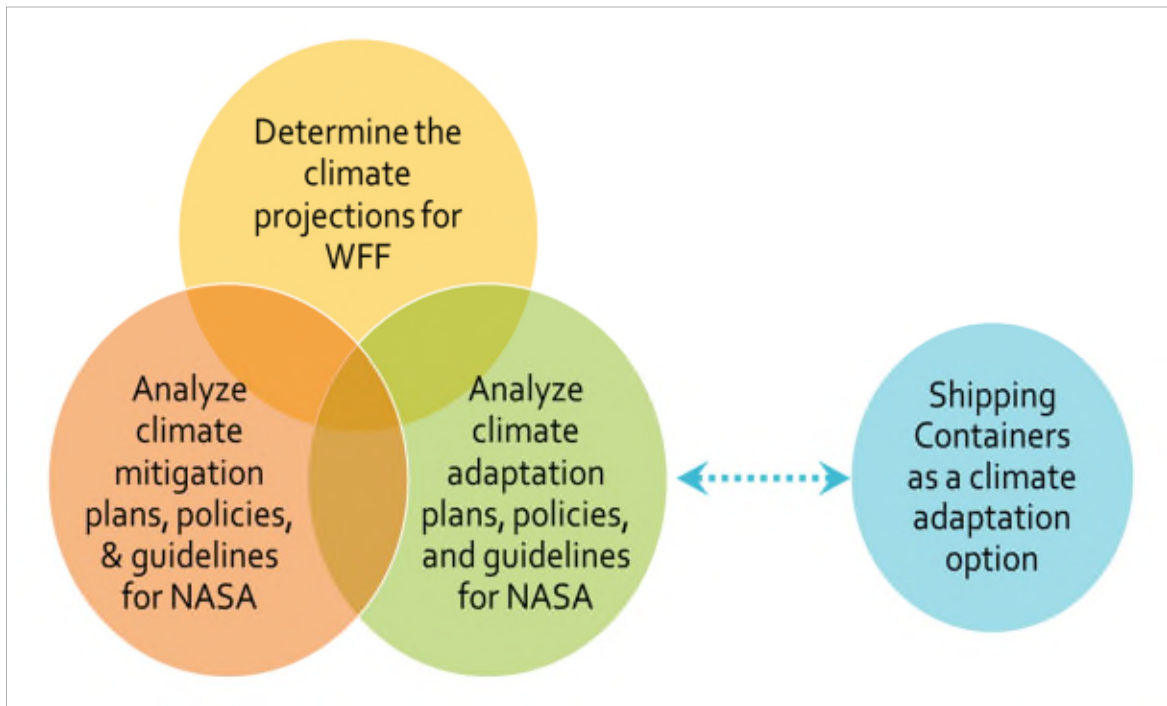 Determine the
climate
projections for
WFF
Analyze
climate
mitigation
plans, policies,
& guidelines
for NASA
Analyze
climate
adaptation
plans, policies,
and guidelines
for NASA
Shipping
Containers
as a climate
adaptation
option